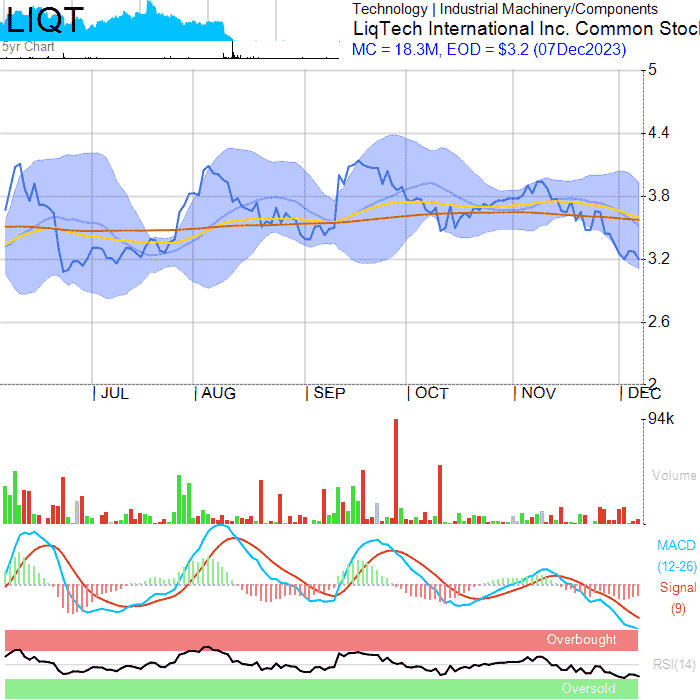 LIQT
5yr Chart
Technology | Industrial Machinery/Components
LiqTech International Inc. Common Stoc
MC = 18.3M, EOD = $3.2 (07Dec2023)
5
4.4
3.8
3.2
2.6
2
JUL
AUG
SEP
OCT
NOV
DEC
94k
Volume
MACD
(12-26)
Signal
(9)
Overbought
RSI(14)
Oversold